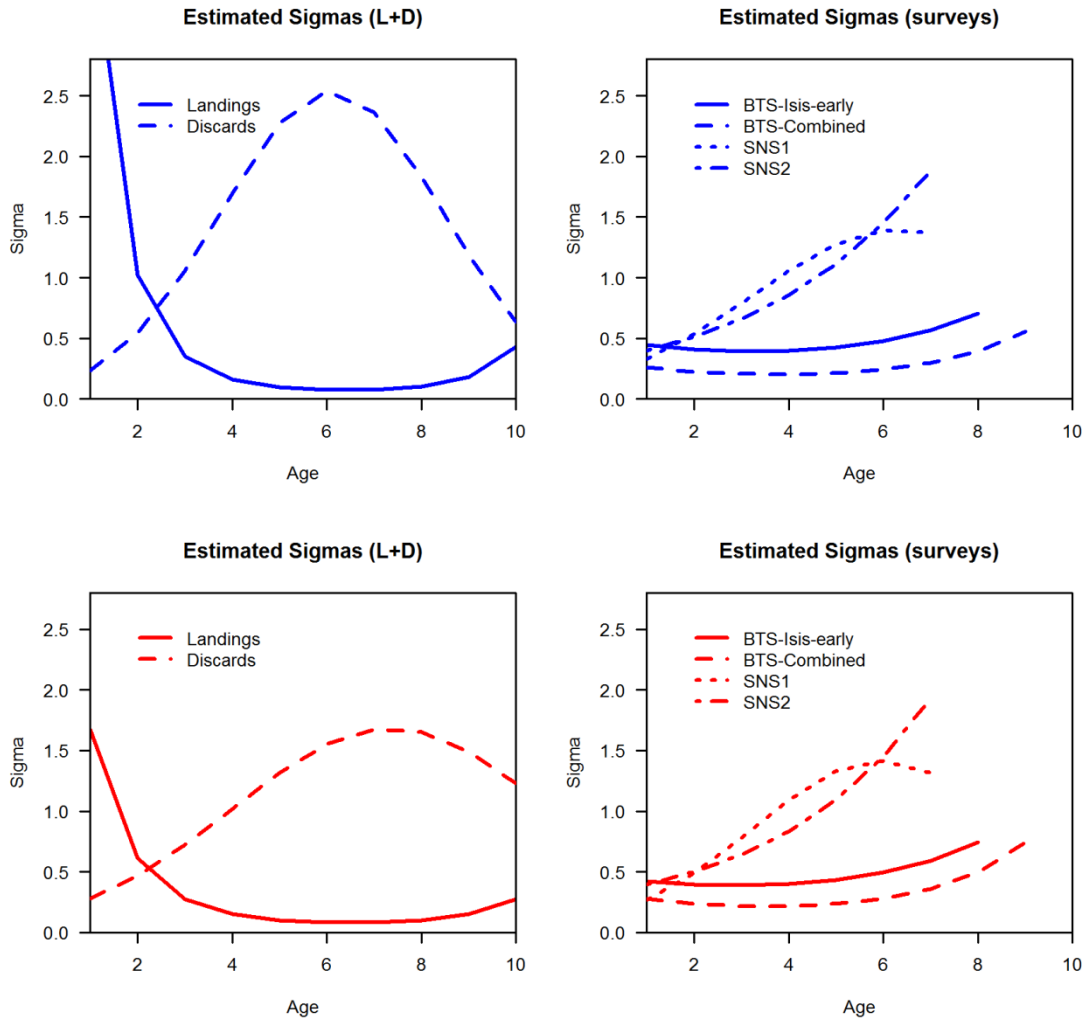 Estimated Sigmas (L+D)
Sigma
2.5
2.0
1.5
1.0
0.5
0.0
Landings
Discards
2 4 6 8 10
Age
Estimated Sigmas (surveys)
Sigma
2.5
2.0
1.5
1.0
0.5
0.0
BTS-Isis-early
BTS-Combined
SNS1
SNS2
2 4 6 8 10
Age
Estimated Sigmas (L+D)
Sigma
2.5
2.0
1.5
1.0
0.5
0.0
Landings
Discards
2 4 6 8 10
Age
Estimated Sigmas (surveys)
Sigma
2.5
2.0
1.5
1.0
0.5
0.0
BTS-Isis-early
BTS-Combined
SNS1
SNS2
2 4 6 8 10
Age